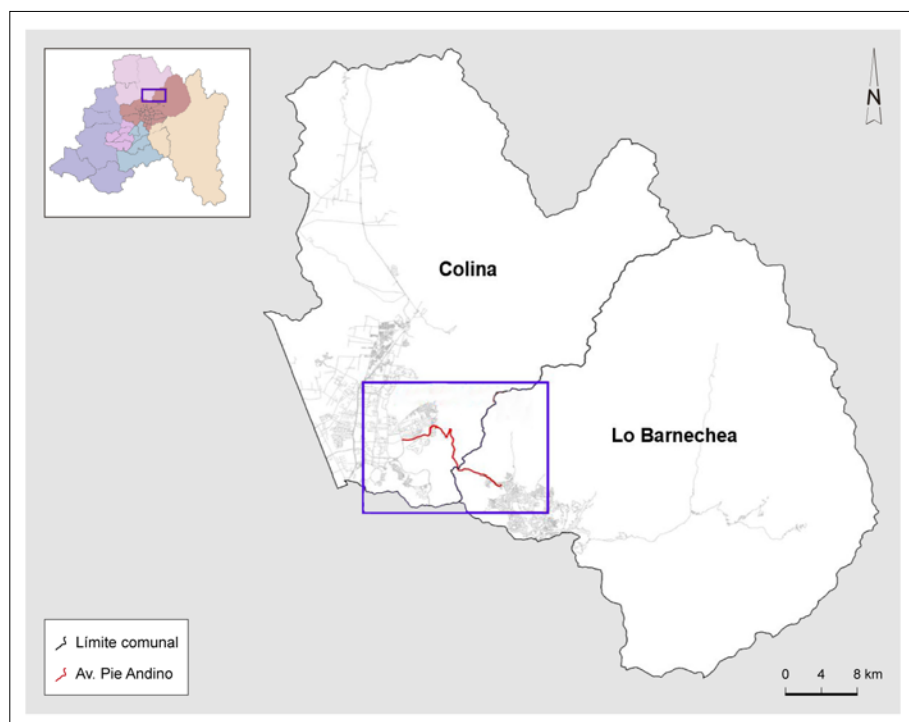 N
Colina
Lo Barnechea
Límite comunal
Av. Pie Andino
0 4 8 km